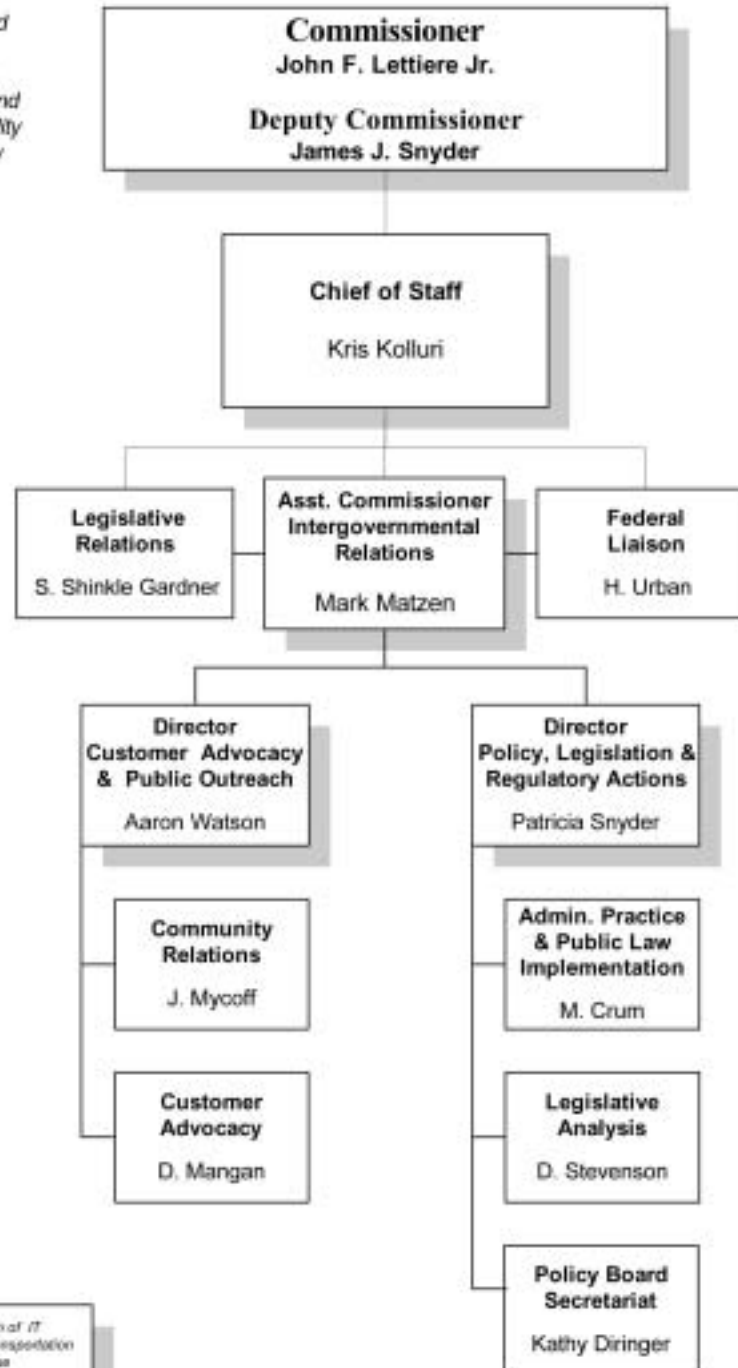 Commissioner
John F. Lettiere Jr.
Deputy Commissioner
James J. Snyder
Chief of Staff
Kris Kolluri
Legislative
Relations
S. Shinkle Gardner
Asst. Commissioner
Intergovernmental
Relations
Mark Matzen
Federal
Liaison
H. Urban
Director
Customer Advocacy
& Public Outreach
Aaron Watson
Community
Relations
J. Mycoff
Customer
Advocacy
D. Mangan
Director
Policy, Legislation &
Regulatory Actions
Patricia Snyder
Admin. Practice
& Public Law
Implementation
M. Crum
Legislative
Analysis
D. Stevenson
Policy Board
Secretariat
Kathy Diringer
of IT